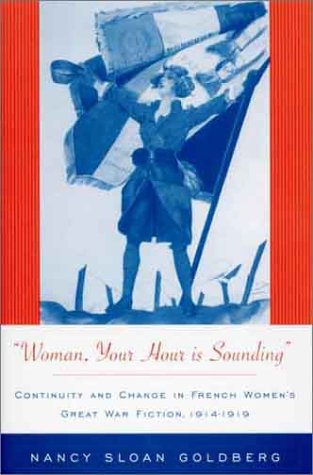 "Woman, Your Hour is Sounding"
Continuity and Change in French Women's
Great War Fiction, 1914-1919
Nancy Sloan Goldberg